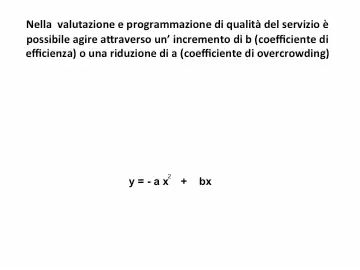 Nella  valutazione e programmazione di qualità del servizio è
possibile agire attraverso un’ incremento di b (coefficiente di
efficienza) o una riduzione di a (coefficiente di overcrowding)
y = - a x²   +   bx